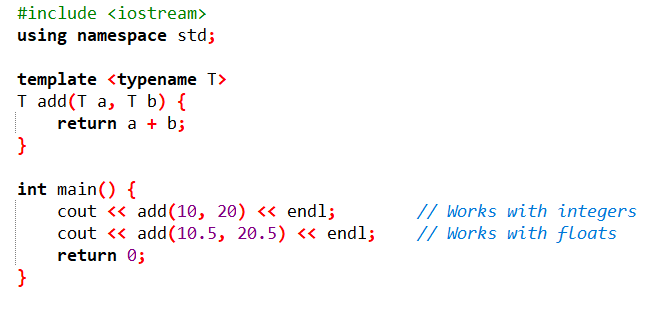 #include <iostream>
using namespace std;
template <typename T>
T add(T a, T b) {
    return a + b;
}
int main() {
    cout << add(10, 20) << endl;        // Works with integers
    cout << add(10.5, 20.5) << endl;    // Works with floats
    return 0;
}